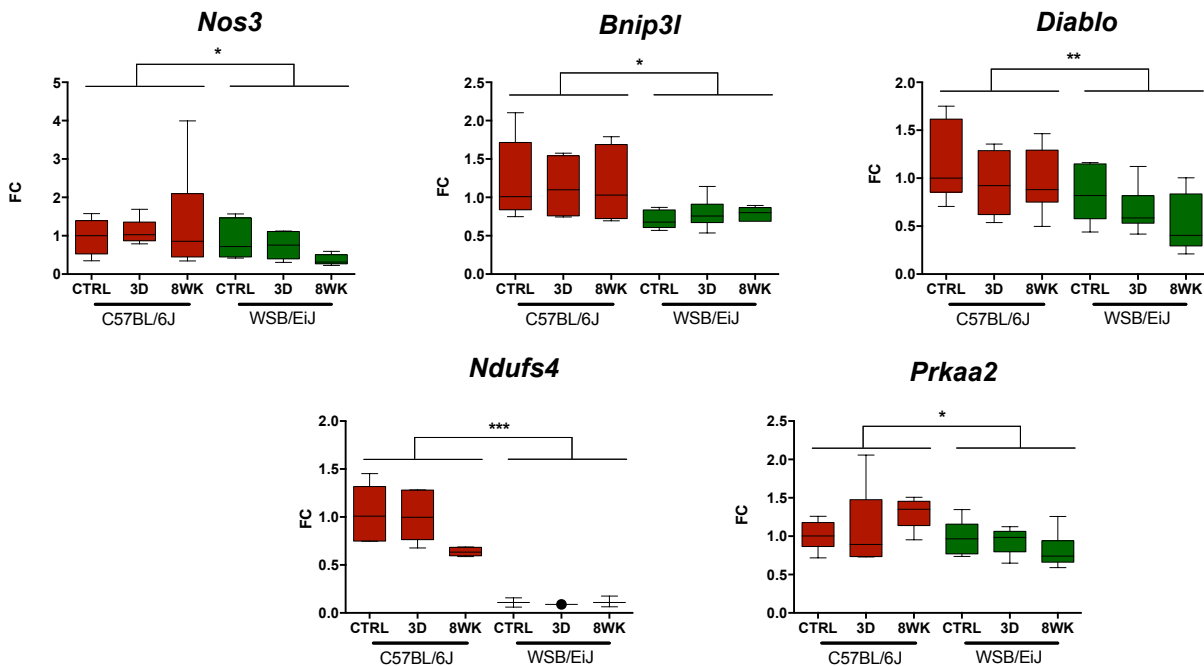 Nos3
*
5
4
3
2
1
0
FC
CTRL 3D 8WK CTRL 3D 8WK
C57BL/6J WSB/EiJ
Bnip3l
*
2.5
2.0
1.5
1.0
0.5
0.0
FC
CTRL 3D 8WK CTRL 3D 8WK
C57BL/6J WSB/EiJ
Diablo
**
2.0
1.5
1.0
0.5
0.0
FC
CTRL 3D 8WK CTRL 3D 8WK
C57BL/6J WSB/EiJ
Ndufs4
***
2.0
1.5
1.0
0.5
0.0
FC
CTRL 3D 8WK CTRL 3D 8WK
C57BL/6J WSB/EiJ
Prkaa2
*
2.5
2.0
1.5
1.0
0.5
0.0
FC
CTRL 3D 8WK CTRL 3D 8WK
C57BL/6J WSB/EiJ